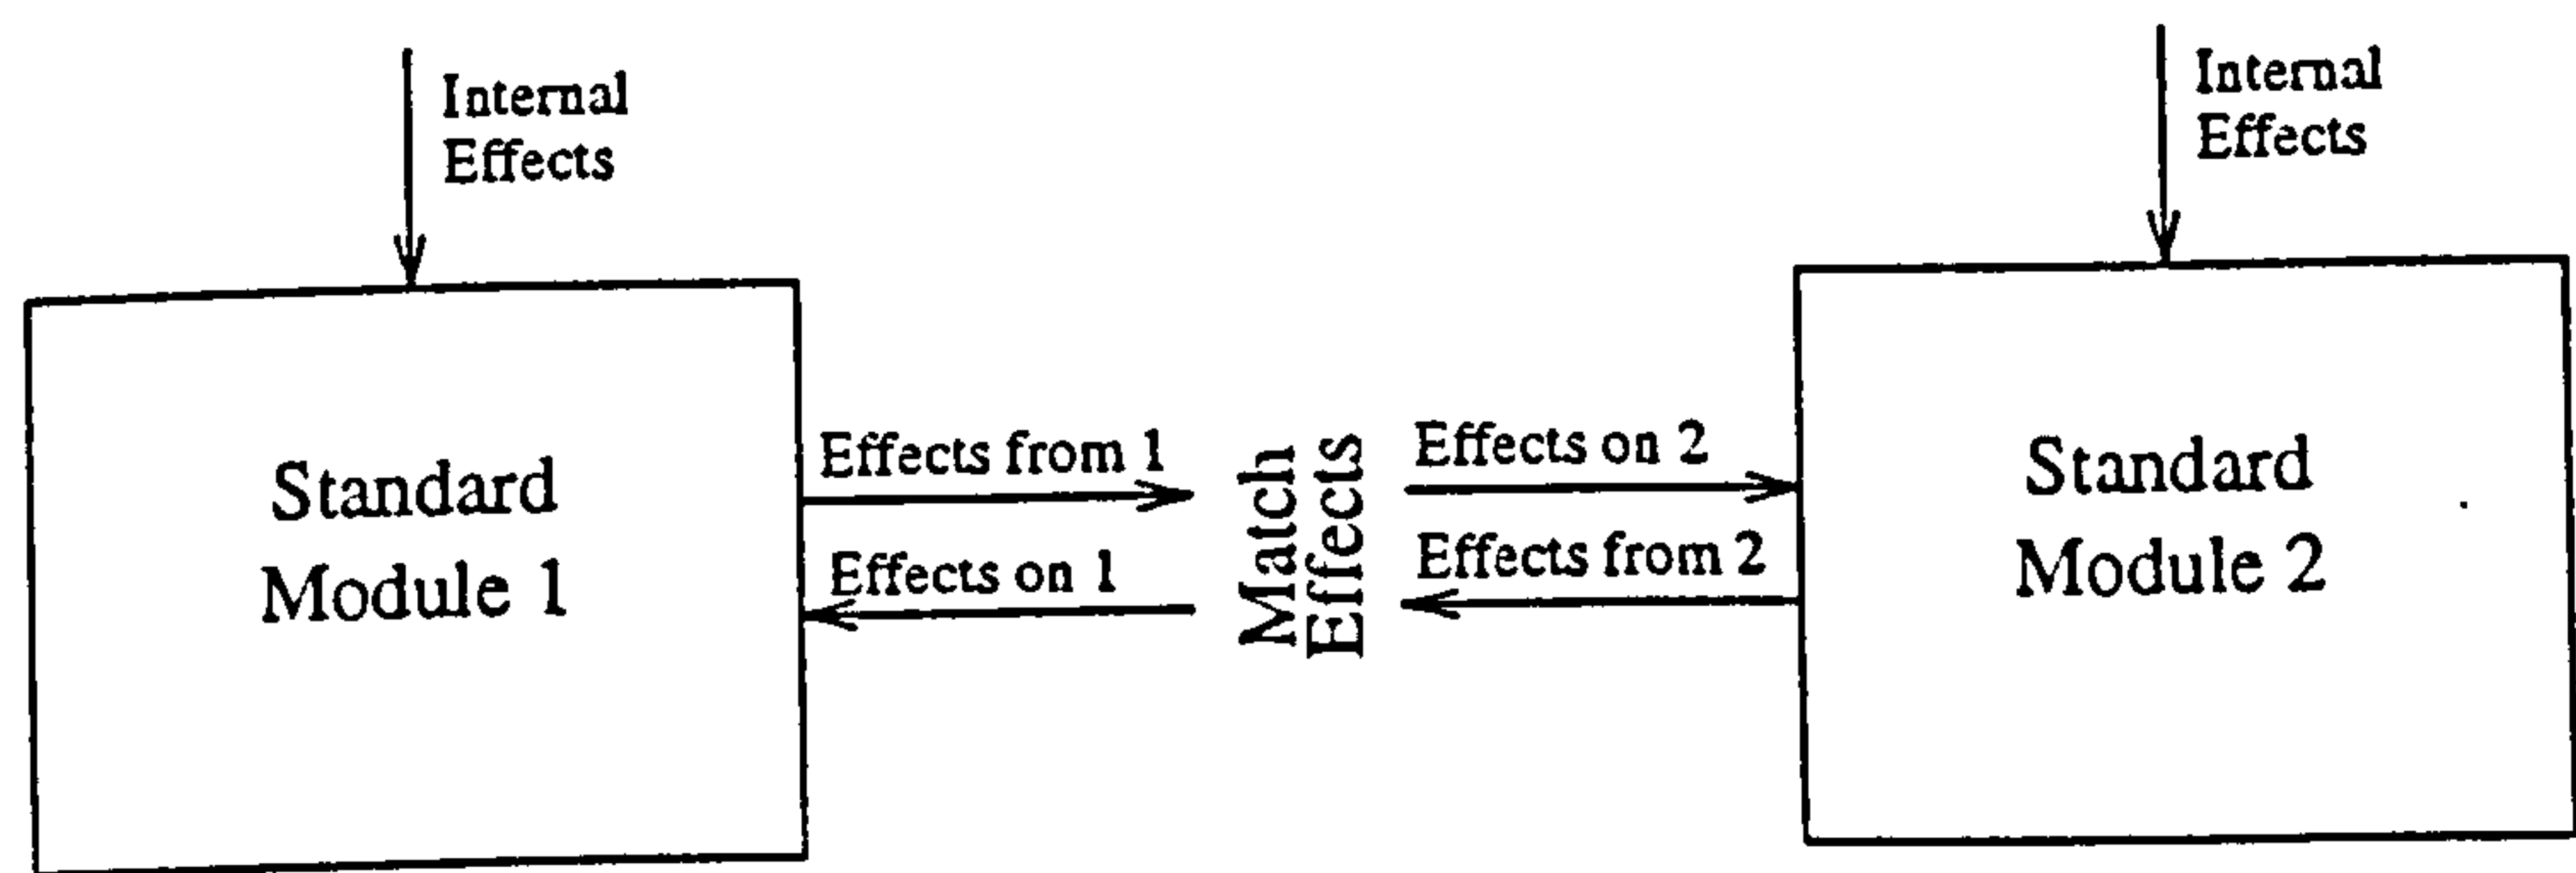 Internal
Effects
Internal
Effects
Standard
Module 1
Effects from 1
Effects on 1
Match
Effects
Effects on 2
Effects from 2
Standard
Module 2